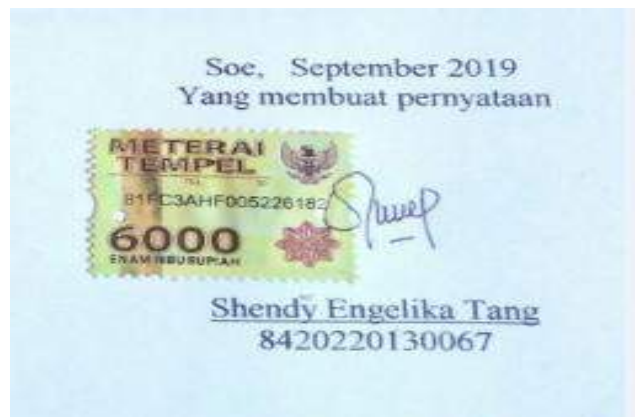 Soe, September 2019
Yang membuat pernyataan
METERAI
TEMPEL
81FC3AHF005226182
6000
ENAM RIBU RUPIAH
Shendy Engelika Tang
8420220130067